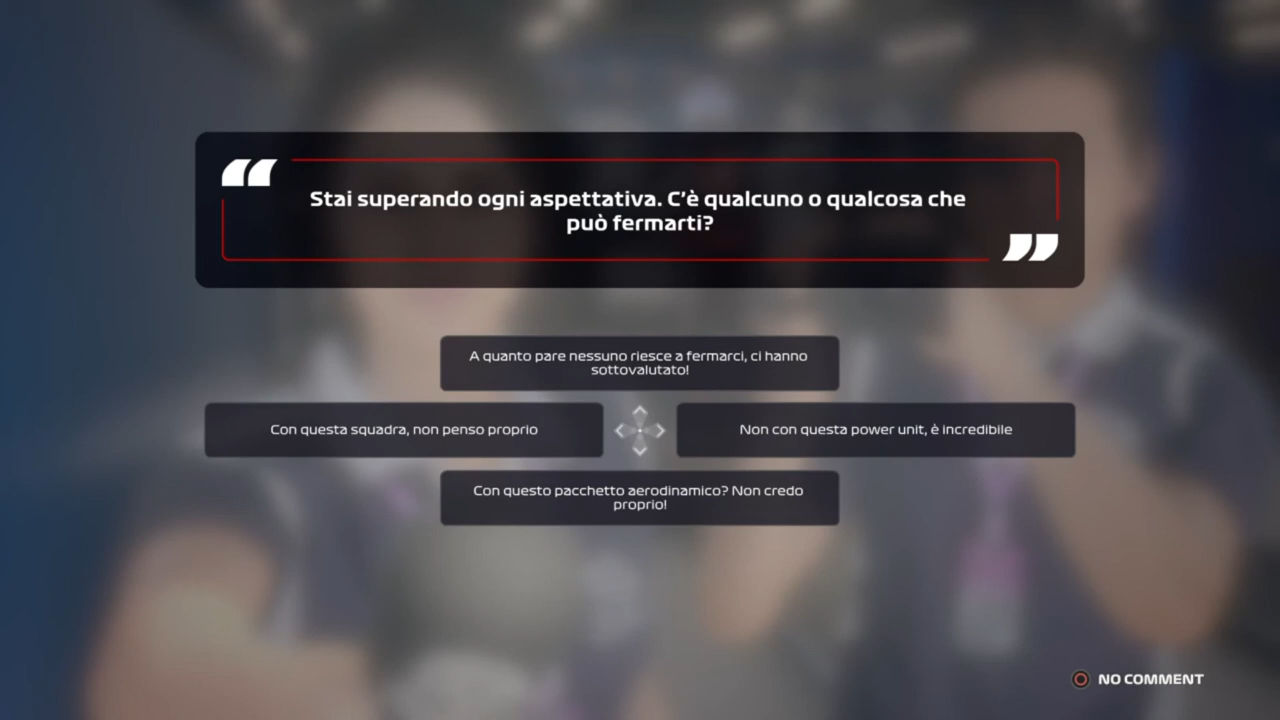 Stai superando ogni aspettativa. C'è qualcuno o qualcosa che
può fermarti?
A quanto pare nessuno riesce a fermarci, ci hanno
sottovalutato!
Con questa squadra, non penso proprio
Non con questa power unit, è incredibile
Con questo pacchetto aerodinamico? Non credo
proprio!
NO COMMENT